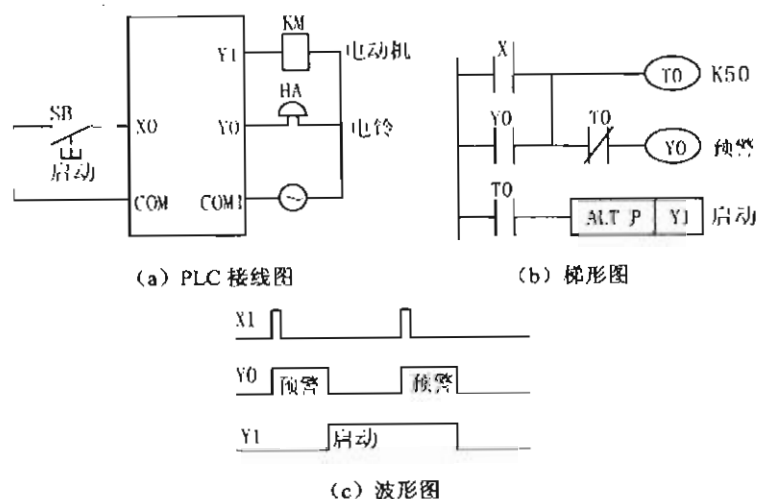 KM
Y1
电动机
HA
SB
X0
Y0
电铃
启动
COM
COM1
(a) PLC 接线图
X
T0
K50
Y0
T0
Y0
预警
T0
ALT P
Y1
启动
(b) 梯形图
X1
Y0
预警
预警
Y1
启动
(c) 波形图